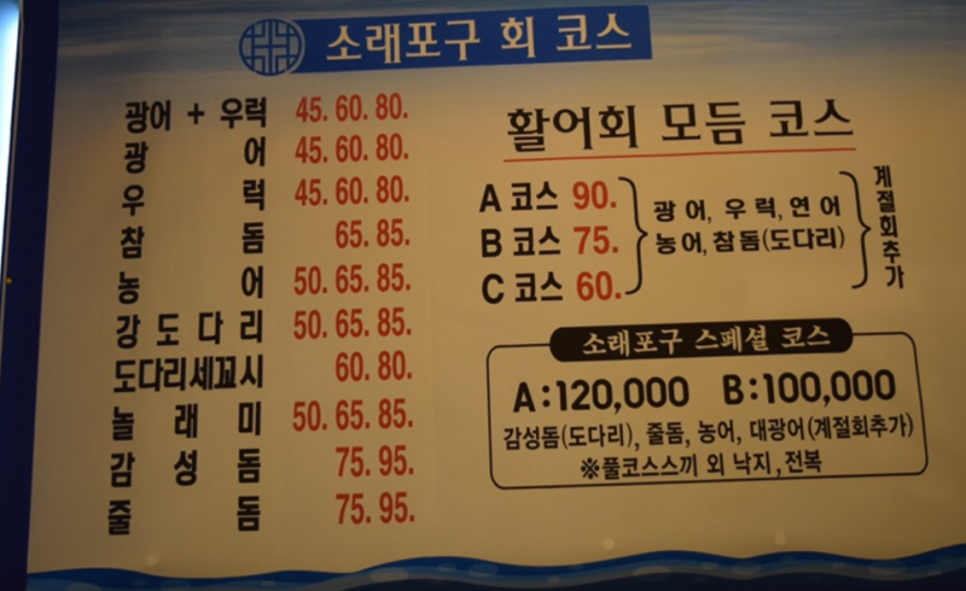 소래포구 회 코스
광어 + 우럭 45. 60. 80.
광어 45. 60. 80.
우럭 45. 60. 80.
참돔 65. 85.
농어 50. 65. 85.
강도다리 50. 65. 85.
도다리세꼬시 60. 80.
놀래미 50. 65. 85.
감성돔 75. 95.
줄돔 75. 95.
활어회 모듬 코스
A 코스 90.
B 코스 75.
C 코스 60.
광어, 우럭, 연어
농어, 참돔(도다리)
계절회추가
소래포구 스페셜 코스
A:120,000 B:100,000
감성돔(도다리), 줄돔, 농어, 대광어(계절회추가)
※풀코스스끼 외 낙지, 전복